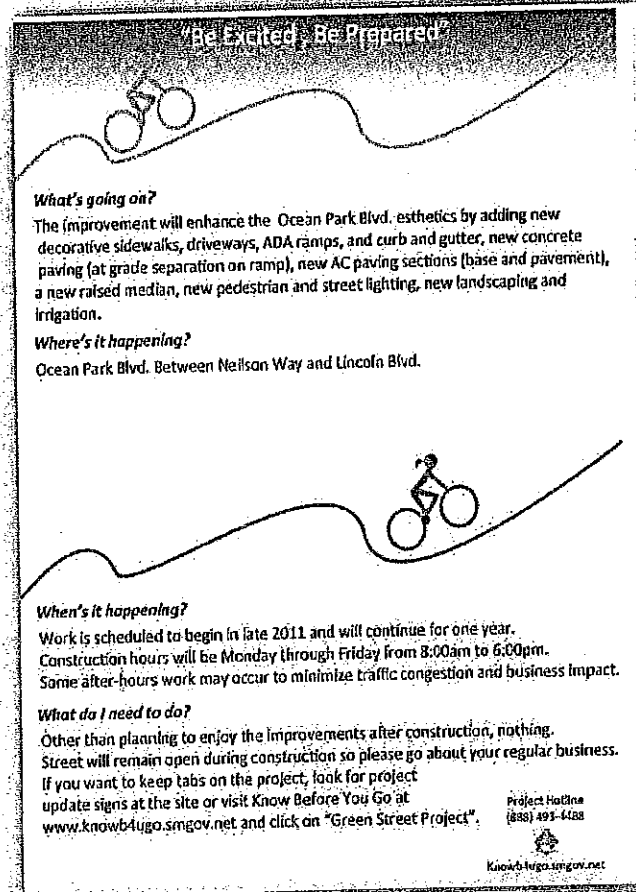 "Be Excited, Be Prepared"
What's going on?
The improvement will enhance the Ocean Park Blvd. esthetics by adding new
decorative sidewalks, driveways, ADA ramps, and curb and gutter, new concrete
paving (at grade separation on ramp), new AC paving sections (base and pavement),
a new raised median, new pedestrian and street lighting, new landscaping and
irrigation.
Where's it happening?
Ocean Park Blvd. Between Neilson Way and Lincoln Blvd.
When's it happening?
Work is scheduled to begin in late 2011 and will continue for one year.
Construction hours will be Monday through Friday from 8:00am to 6:00pm.
Some after-hours work may occur to minimize traffic congestion and business impact.
What do I need to do?
Other than planning to enjoy the improvements after construction, nothing.
Street will remain open during construction so please go about your regular business.
If you want to keep tabs on the project, look for project
update signs at the site or visit Know Before You Go at
www.knowb4ugo.smgov.net and click on "Green Street Project".
Project Hotline
(888)
Knowb4ugo.smgov.net